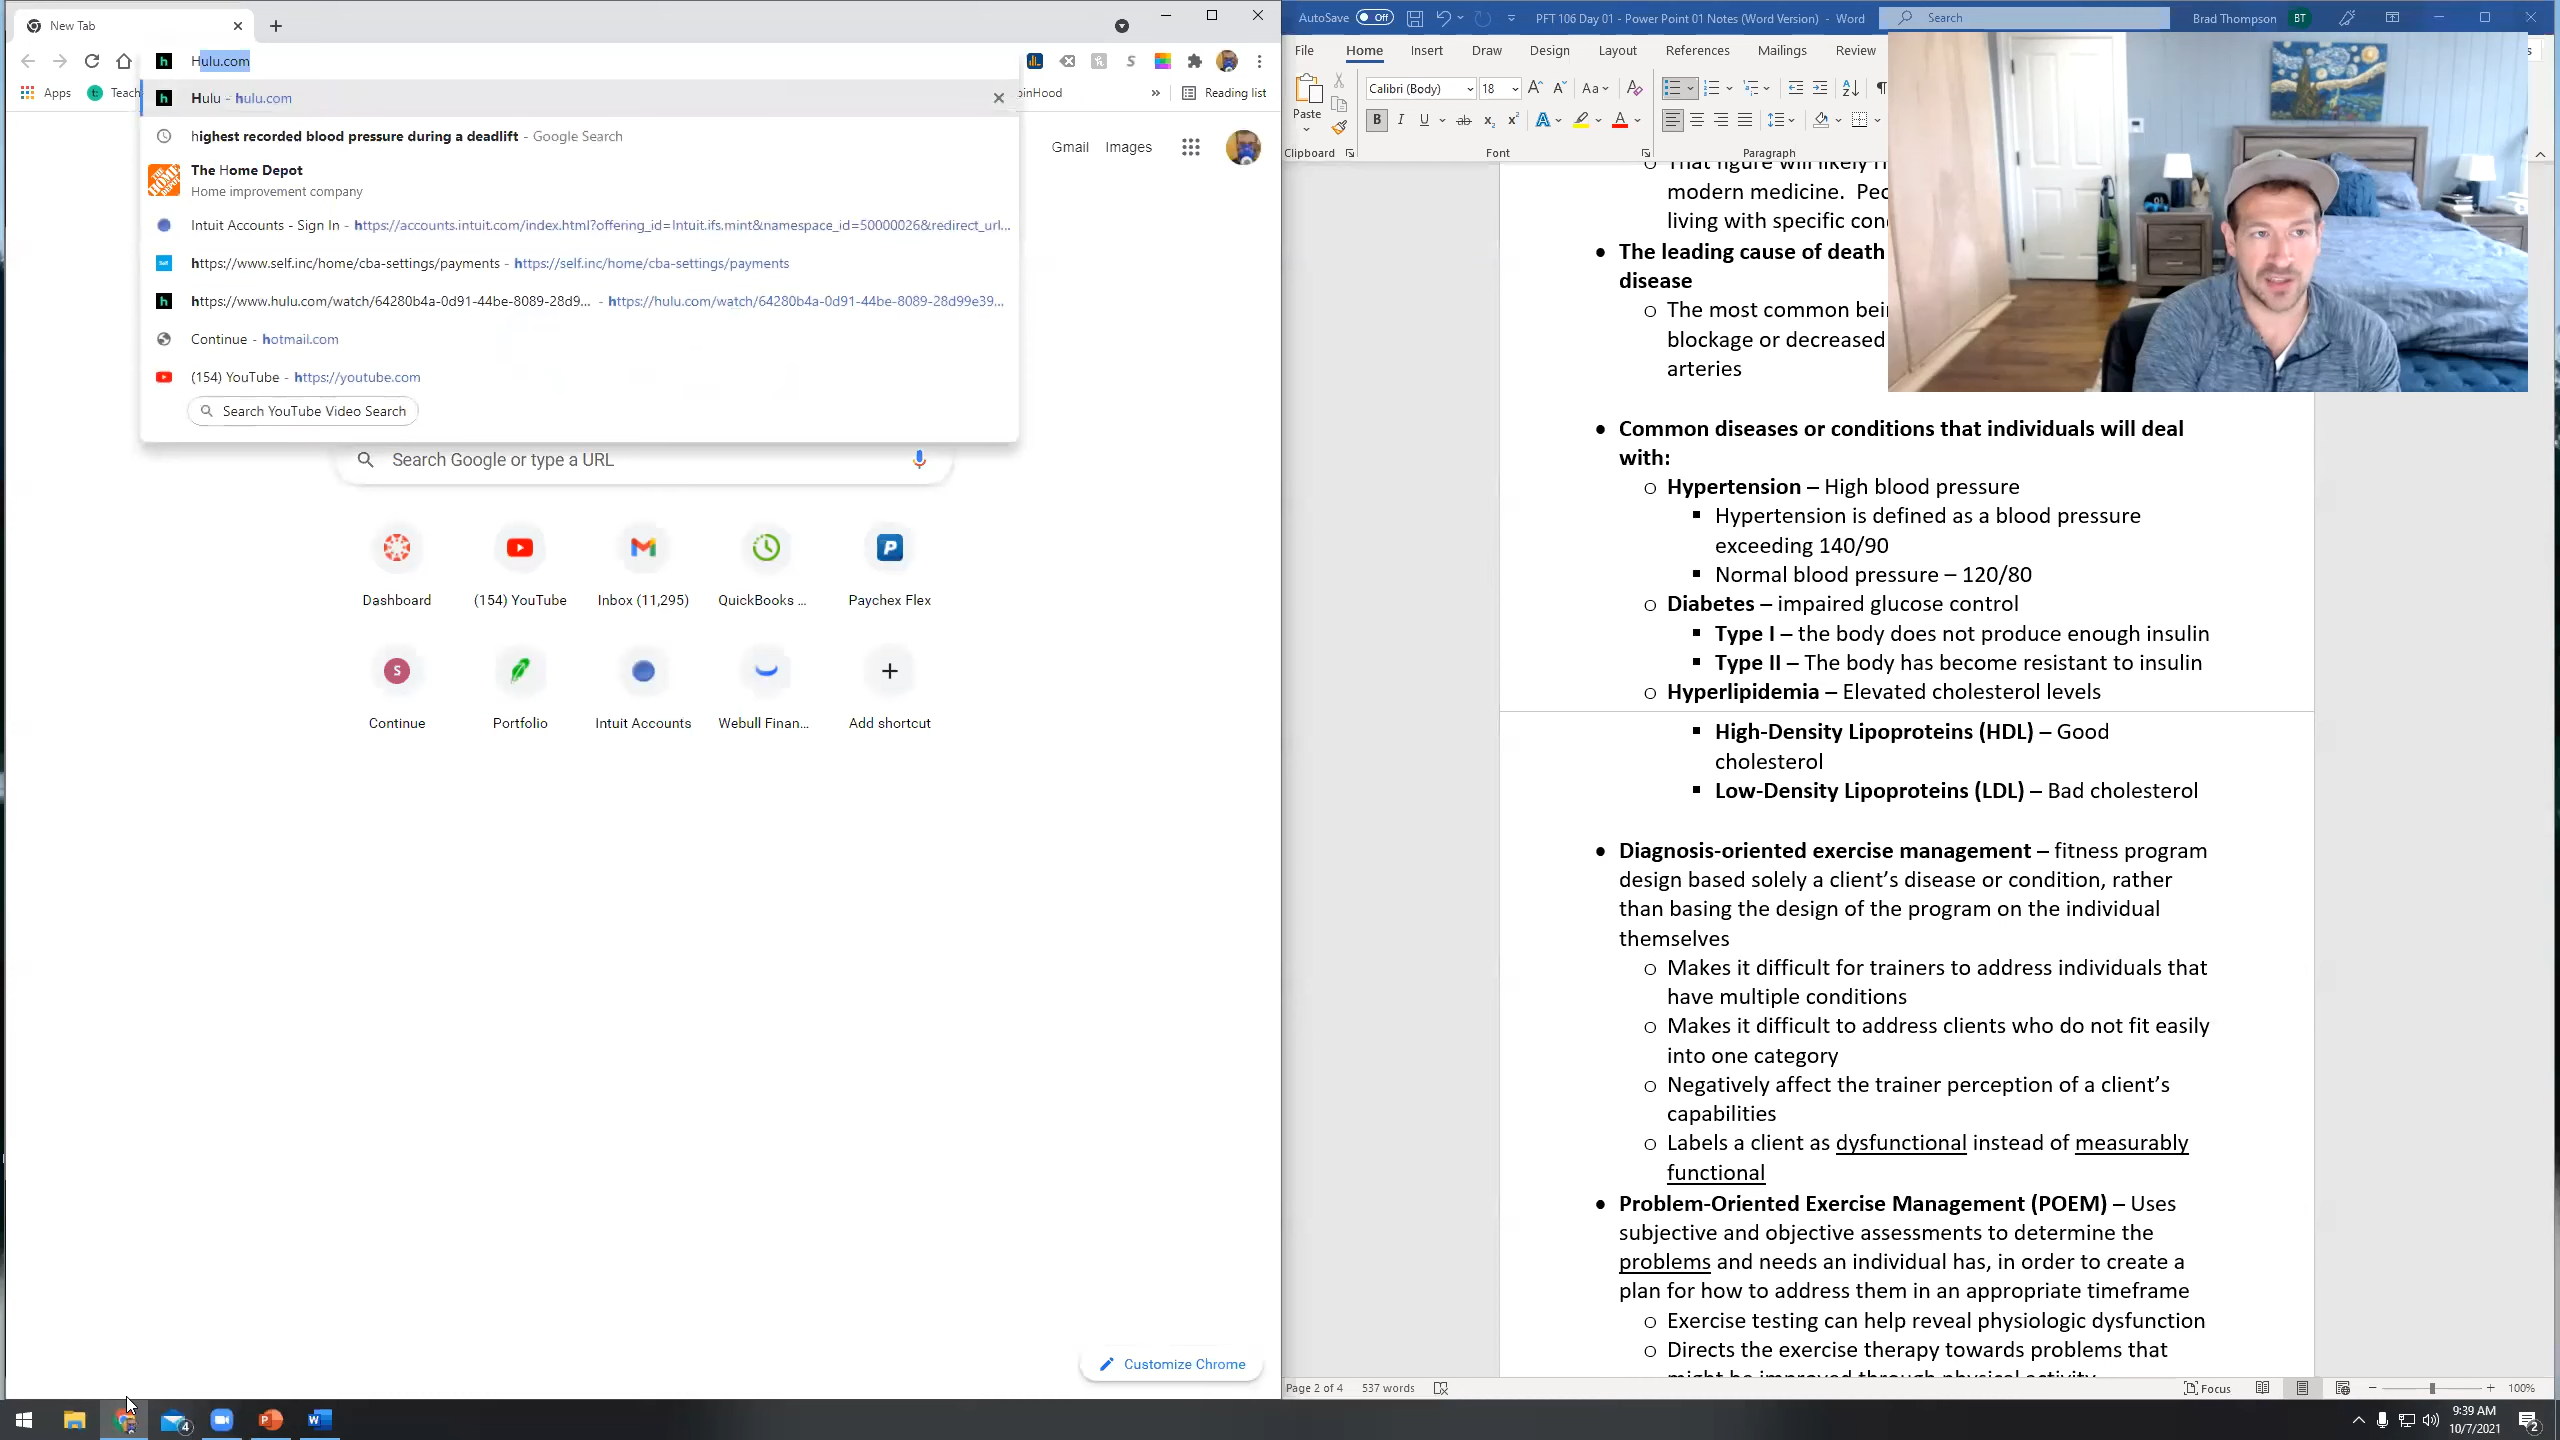 New Tab
Hulu.com
Apps
Teach
pinHood
»
Reading list
Hulu - hulu.com
highest recorded blood pressure during a deadlift - Google Search
The Home Depot
Home improvement company
Intuit Accounts - Sign In - https://accounts.intuit.com/index.html?offering_id=Intuit.ifs.mint&namespace_id=50000026&redirect_url...
https://www.self.inc/home/cba-settings/payments - https://self.inc/home/cba-settings/payments
https://www.hulu.com/watch/64280b4a-0d91-44be-8089-28d9... - https://hulu.com/watch/64280b4a-0d91-44be-8089-28d99e39...
Continue - hotmail.com
(154) YouTube - https://youtube.com
Search YouTube Video Search
Gmail Images
Search Google or type a URL
Dashboard
(154) YouTube
Inbox (11,295)
QuickBooks ...
Paychex Flex
S
Continue
Portfolio
Intuit Accounts
Webull Finan...
Add shortcut
Customize Chrome
AutoSave Off
PFT 106 Day 01 - Power Point 01 Notes (Word Version) - Word
Search
Brad Thompson BT
File Home Insert Draw Design Layout References Mailings Review
Paste
Calibri (Body) 18
Clipboard
Font
Paragraph
modern medicine. Peo
living with specific con
• The leading cause of death
disease
o The most common bei
blockage or decreased
arteries
• Common diseases or conditions that individuals will deal
with:
o Hypertension – High blood pressure
▪ Hypertension is defined as a blood pressure
exceeding 140/90
▪ Normal blood pressure – 120/80
o Diabetes – impaired glucose control
▪ Type I – the body does not produce enough insulin
▪ Type II – The body has become resistant to insulin
o Hyperlipidemia – Elevated cholesterol levels
▪ High-Density Lipoproteins (HDL) – Good
cholesterol
▪ Low-Density Lipoproteins (LDL) – Bad cholesterol
• Diagnosis-oriented exercise management – fitness program
design based solely a client's disease or condition, rather
than basing the design of the program on the individual
themselves
o Makes it difficult for trainers to address individuals that
have multiple conditions
o Makes it difficult to address clients who do not fit easily
into one category
o Negatively affect the trainer perception of a client's
capabilities
o Labels a client as dysfunctional instead of measurably
functional
• Problem-Oriented Exercise Management (POEM) – Uses
subjective and objective assessments to determine the
problems and needs an individual has, in order to create a
plan for how to address them in an appropriate timeframe
o Exercise testing can help reveal physiologic dysfunction
o Directs the exercise therapy towards problems that
Page 2 of 4 537 words
Focus
100%
9:39 AM
10/7/2021